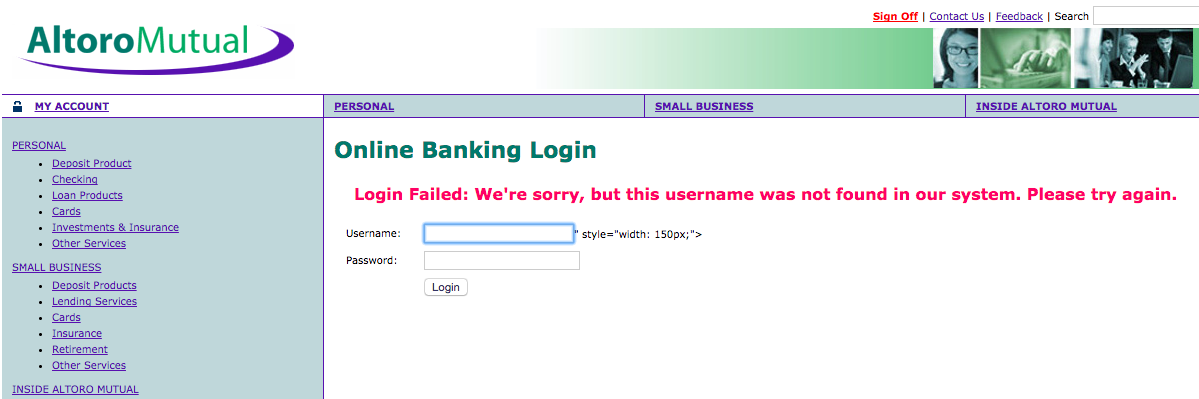 Sign Off | Contact Us | Feedback | Search
AltoroMutual
MY ACCOUNT
PERSONAL
SMALL BUSINESS
INSIDE ALTORO MUTUAL
PERSONAL
Deposit Product
Checking
Loan Products
Cards
Investments & Insurance
Other Services
SMALL BUSINESS
Deposit Products
Lending Services
Cards
Insurance
Retirement
Other Services
INSIDE ALTORO MUTUAL
Online Banking Login
Login Failed: We're sorry, but this username was not found in our system. Please try again.
Username: " style="width: 150px;">
Password:
Login